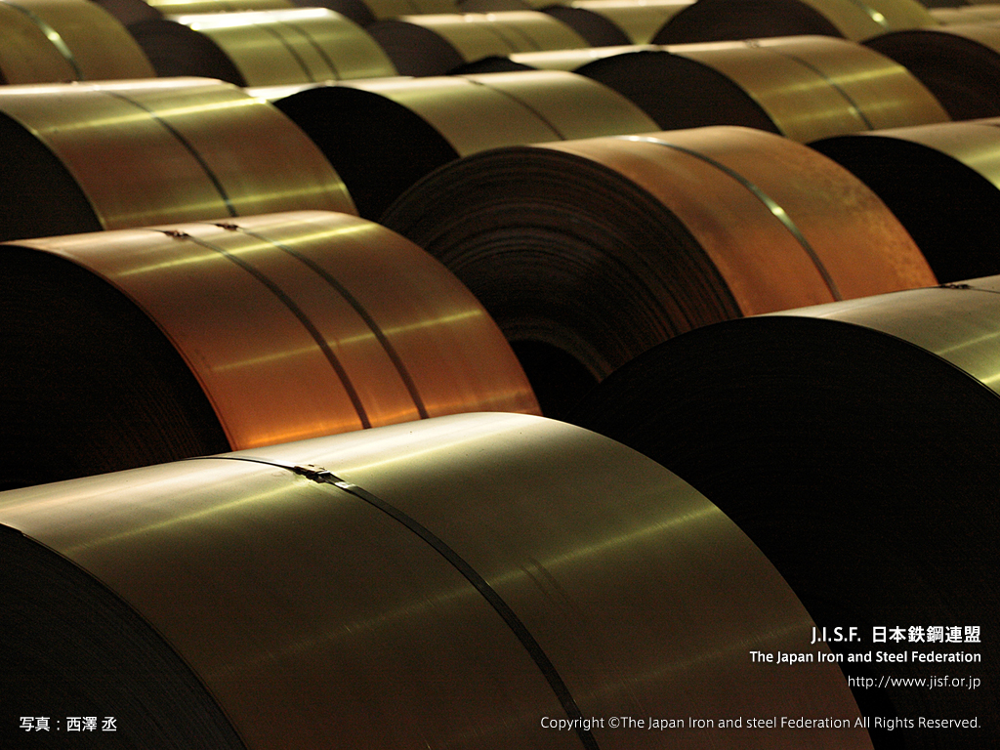 J.I.S.F. 日本鉄鋼連盟
The Japan Iron and Steel Federation
http://www.jisf.or.jp
写真：西澤 丞
Copyright ©The Japan Iron and steel Federation All Rights Reserved.